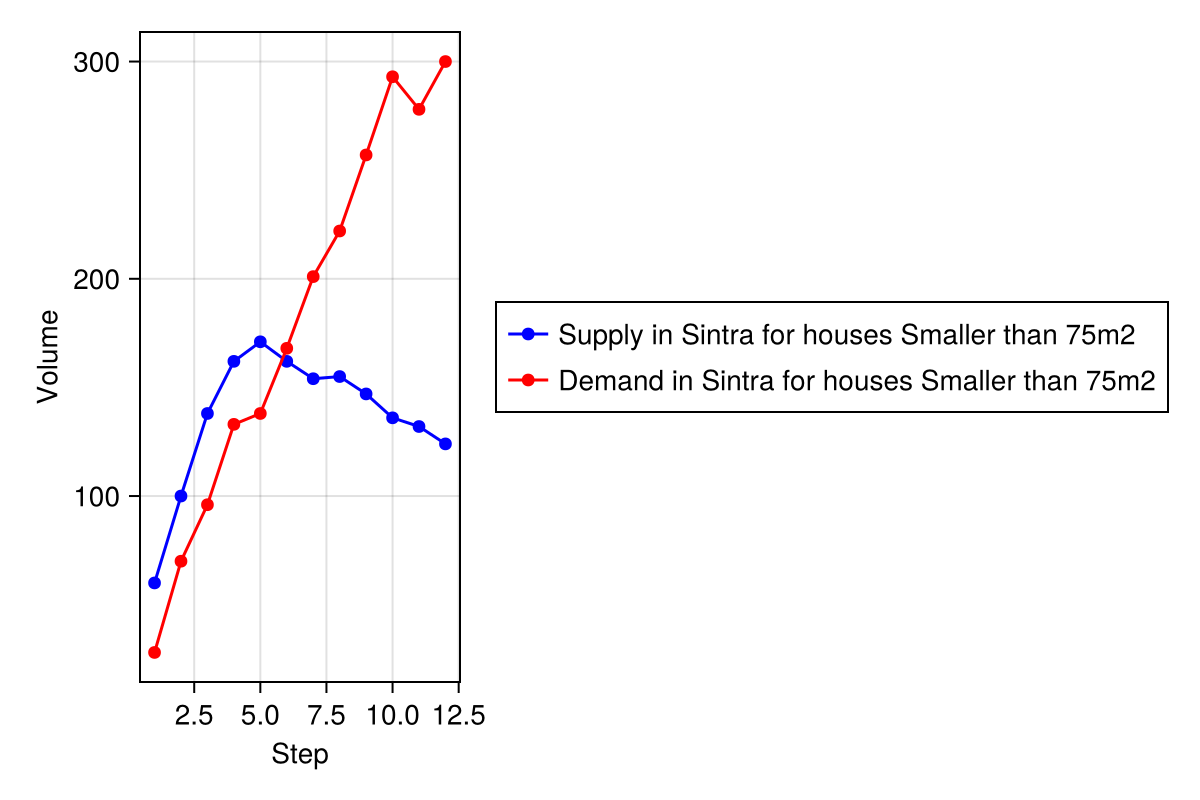 300
200
100
Volume
2.5 5.0 7.5 10.0 12.5
Step
Supply in Sintra for houses Smaller than 75m2
Demand in Sintra for houses Smaller than 75m2